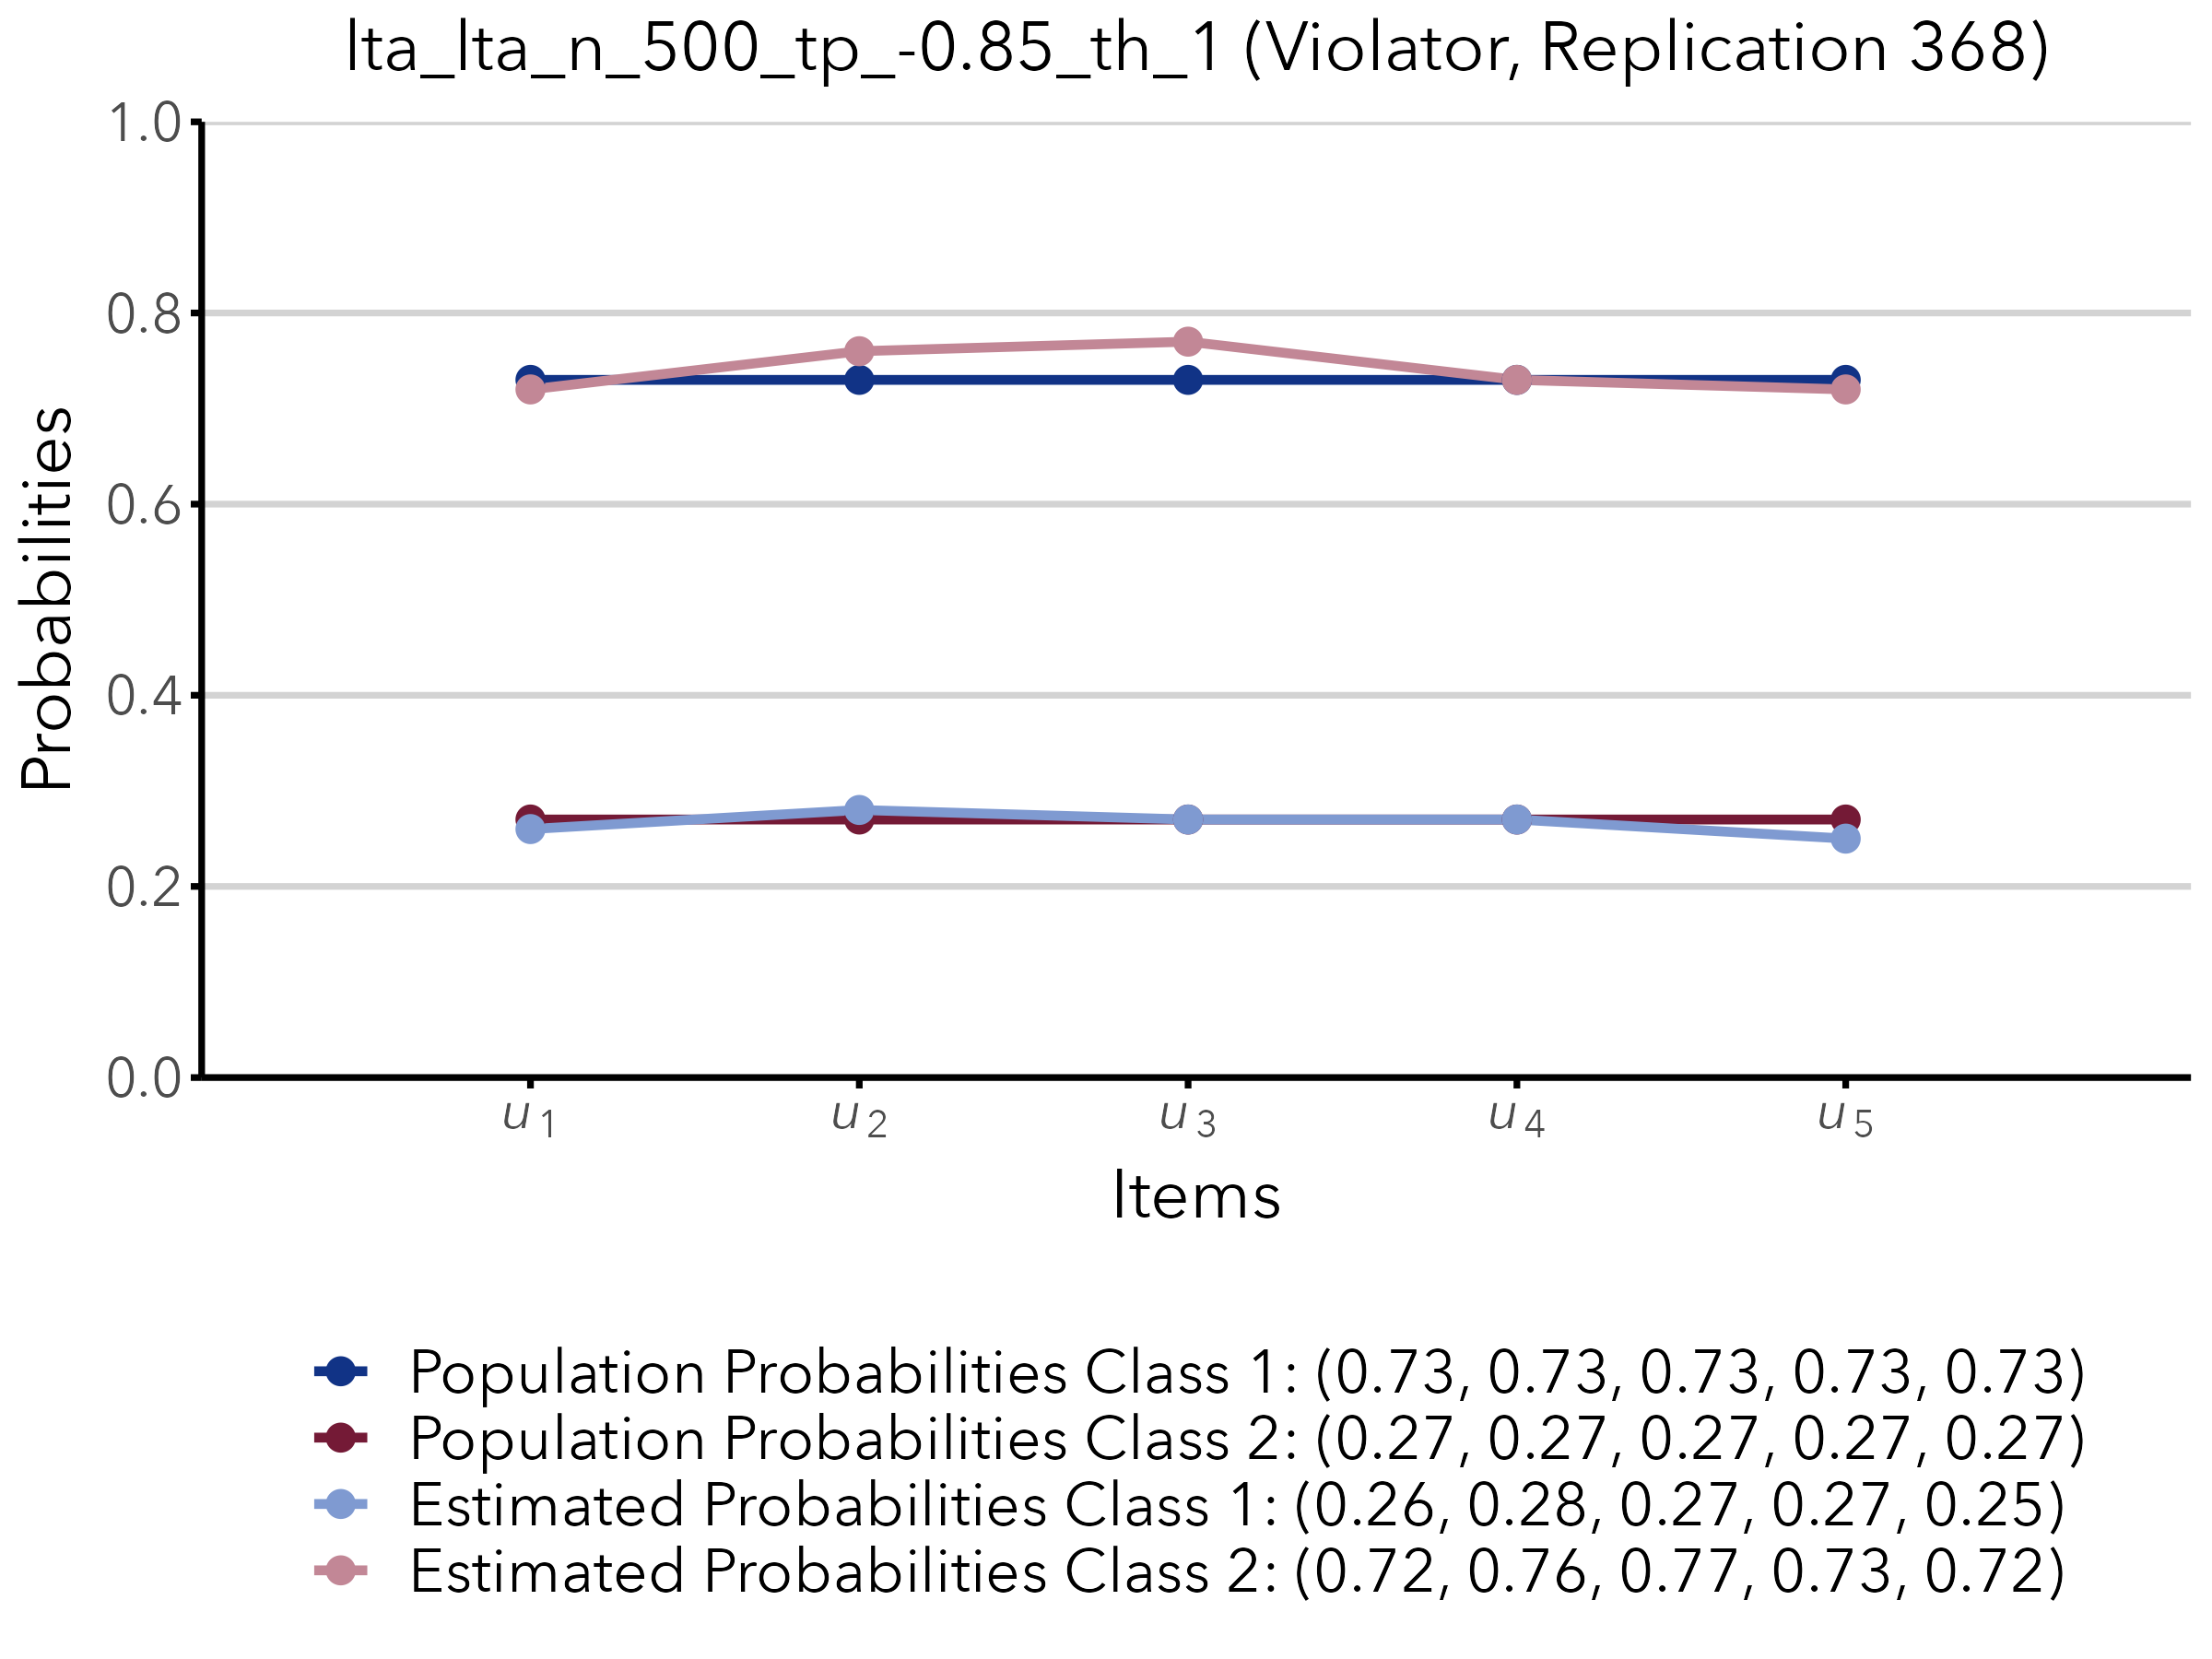 lta_lta_n_500_tp_-0.85_th_1 (Violator, Replication 368)
1.0
0.8
0.6
0.4
0.2
0.0
Probabilities
u1 u2 u3 u4 u5
Items
Population Probabilities Class 1: (0.73, 0.73, 0.73, 0.73, 0.73)
Population Probabilities Class 2: (0.27, 0.27, 0.27, 0.27, 0.27)
Estimated Probabilities Class 1: (0.26, 0.28, 0.27, 0.27, 0.25)
Estimated Probabilities Class 2: (0.72, 0.76, 0.77, 0.73, 0.72)